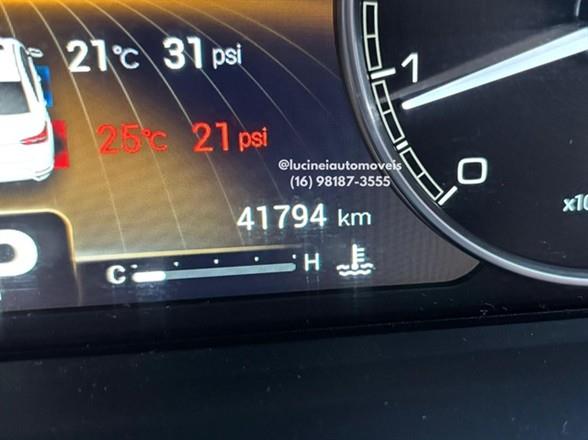 21°C 31 psi
25°C 21 psi
@lucineiautomoveis
(16) 98187-3555
41794 km
C H
1
0